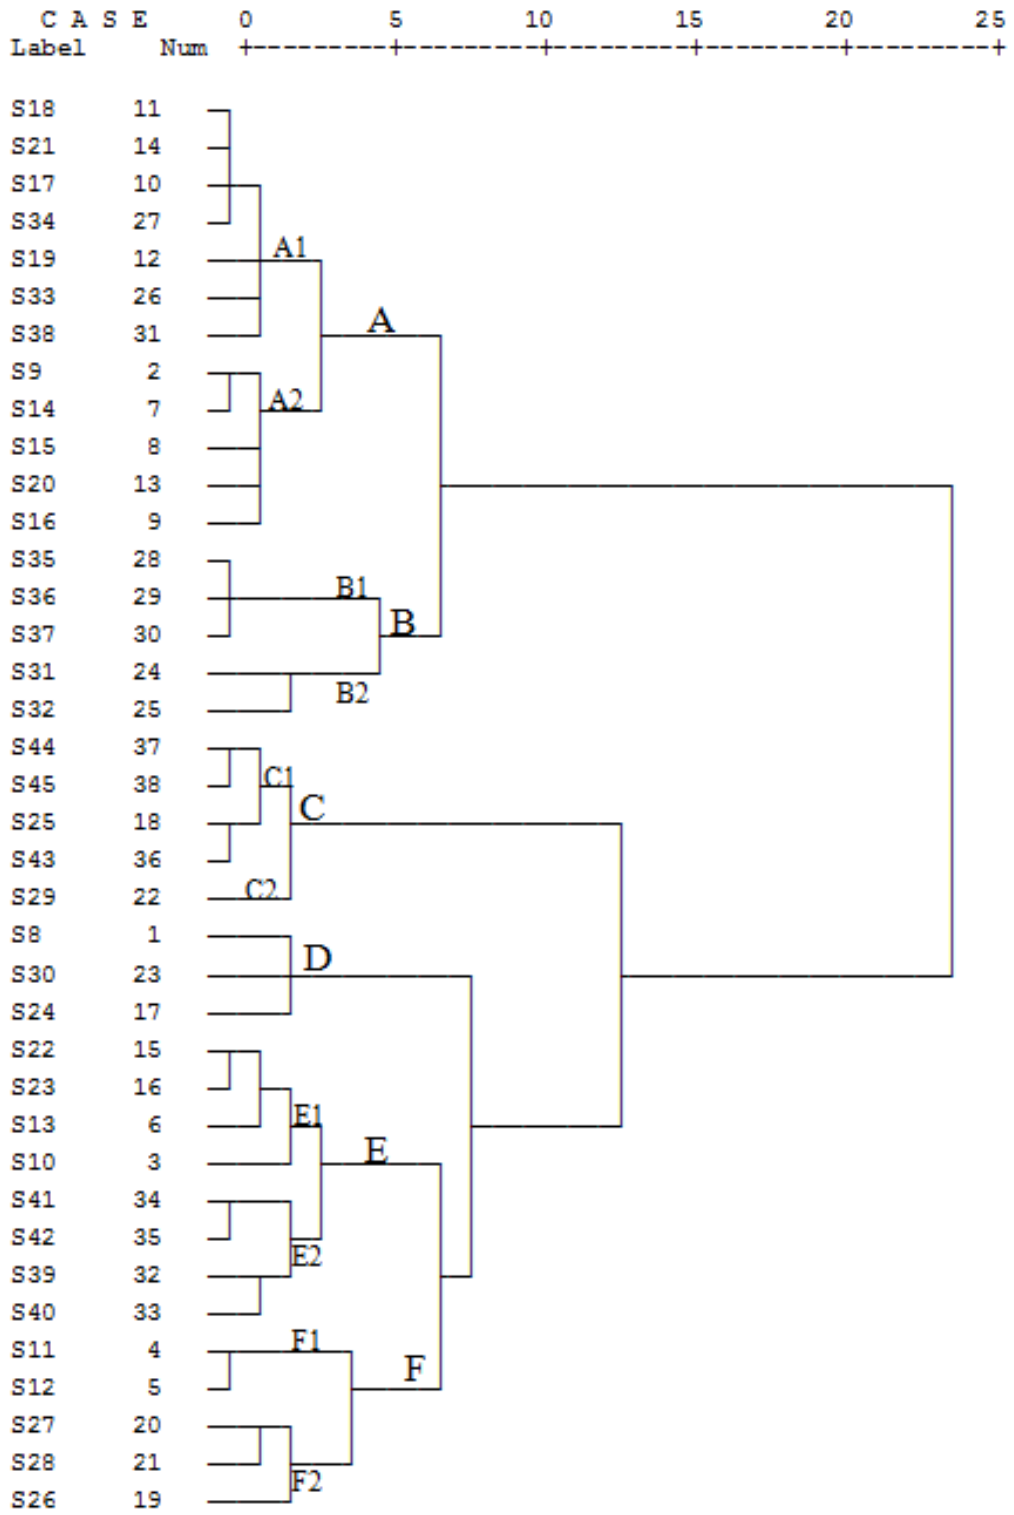 C A S E 0 5 10 15 20 25
Label Num +---------+---------+---------+---------+---------+
S18 11
S21 14
S17 10
S34 27
A1
S19 12
S33 26
A
S38 31
S9 2
A2
S14 7
S15 8
S20 13
S16 9
S35 28
B1
S36 29
B
S37 30
S31 24
B2
S32 25
S44 37
C1
S45 38
C
S25 18
S43 36
C2
S29 22
S8 1
D
S30 23
S24 17
S22 15
S23 16
E1
S13 6
E
S10 3
S41 34
S42 35
E2
S39 32
S40 33
F1
S11 4
F
S12 5
S27 20
S28 21
F2
S26 19